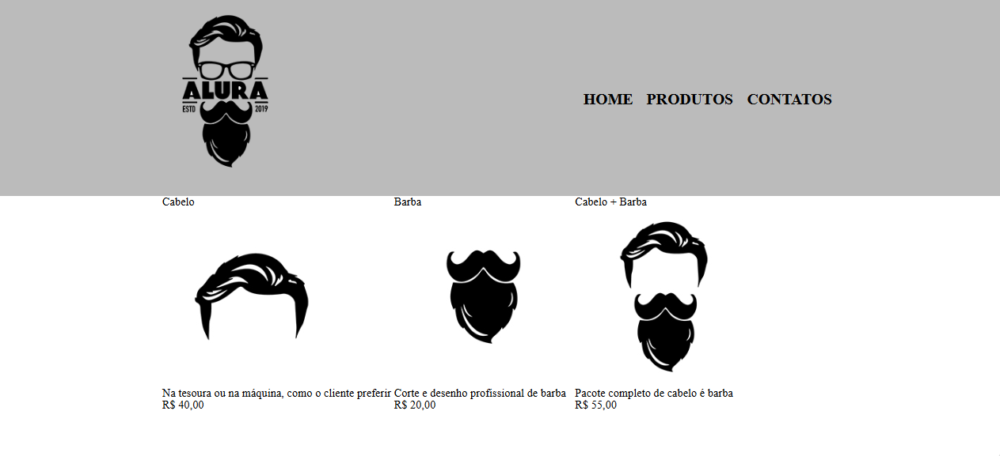 ALURA
ESTD 2019
HOME PRODUTOS CONTATOS
Cabelo
Barba
Cabelo + Barba
Na tesoura ou na máquina, como o cliente preferir
R$ 40,00
Corte e desenho profissional de barba
R$ 20,00
Pacote completo de cabelo é barba
R$ 55,00